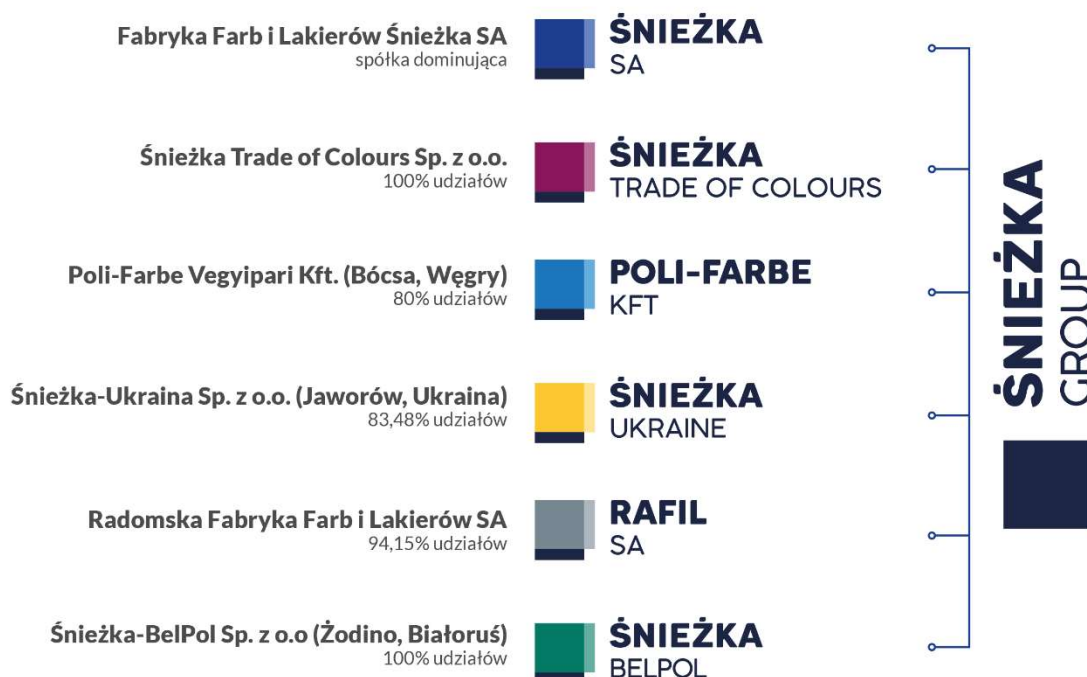 Fabryka Farb i Lakierów Śnieżka SA
spółka dominująca
ŚNIEŻKA
SA
Śnieżka Trade of Colours Sp. z o.o.
100% udziałów
ŚNIEŻKA
TRADE OF COLOURS
Poli-Farbe Vegyipari Kft. (Bócsa, Węgry)
80% udziałów
POLI-FARBE
KFT
Śnieżka-Ukraina Sp. z o.o. (Jaworów, Ukraina)
83,48% udziałów
ŚNIEŻKA
UKRAINE
Radomska Fabryka Farb i Lakierów SA
94,15% udziałów
RAFIL
SA
Śnieżka-BelPol Sp. z o.o (Żodino, Białoruś)
100% udziałów
ŚNIEŻKA
BELPOL
ŚNIEŻKA
GROUP